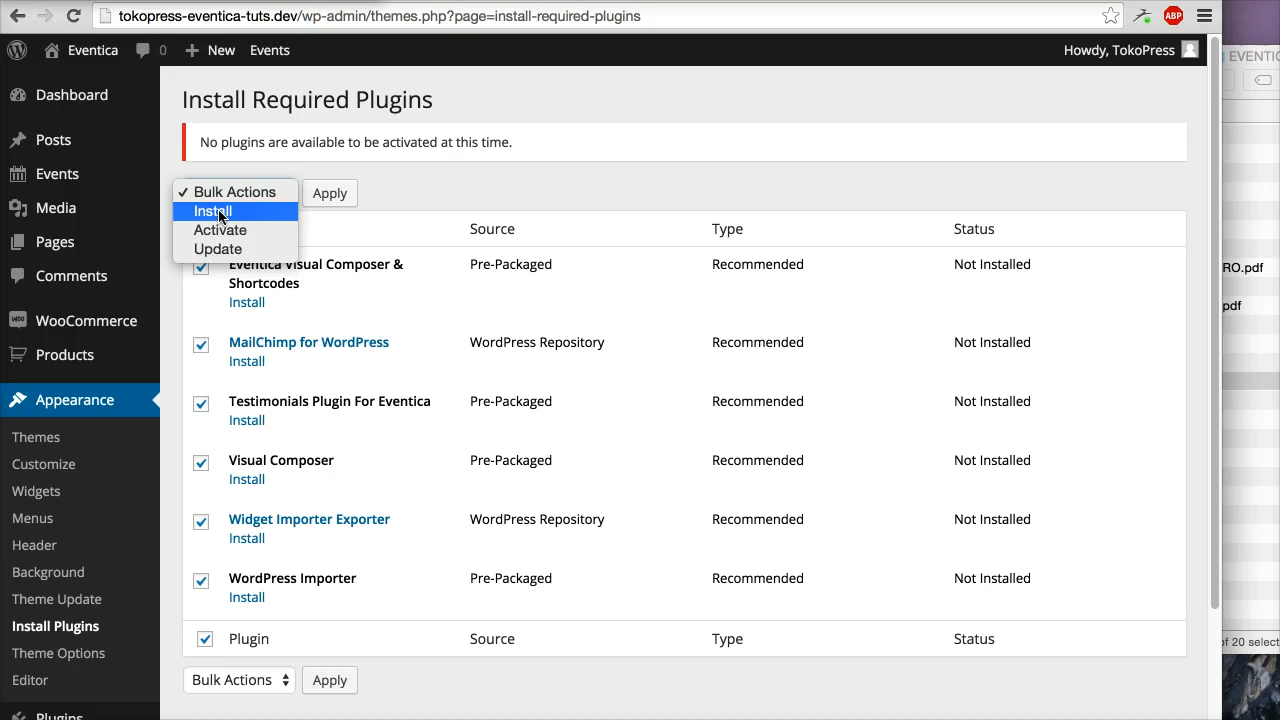 tokopress-eventica-tuts.dev/wp-admin/themes.php?page=install-required-plugins
ABP
Eventica 0 New Events Howdy, TokoPress
EVENTIC
Dashboard
Posts
Events
Media
Pages
Comments
WooCommerce
Products
Appearance
Themes
Customize
Widgets
Menus
Header
Background
Theme Update
Install Plugins
Theme Options
Editor
Plugins
Install Required Plugins
No plugins are available to be activated at this time.
Bulk Actions Apply
Install
Activate
Update
Source Type Status
Eventica Visual Composer & Shortcodes Pre-Packaged Recommended Not Installed
Install
MailChimp for WordPress WordPress Repository Recommended Not Installed
Install
Testimonials Plugin For Eventica Pre-Packaged Recommended Not Installed
Install
Visual Composer Pre-Packaged Recommended Not Installed
Install
Widget Importer Exporter WordPress Repository Recommended Not Installed
Install
WordPress Importer Pre-Packaged Recommended Not Installed
Install
Plugin Source Type Status
Bulk Actions Apply
RO.pdf
pdf
of 20 select